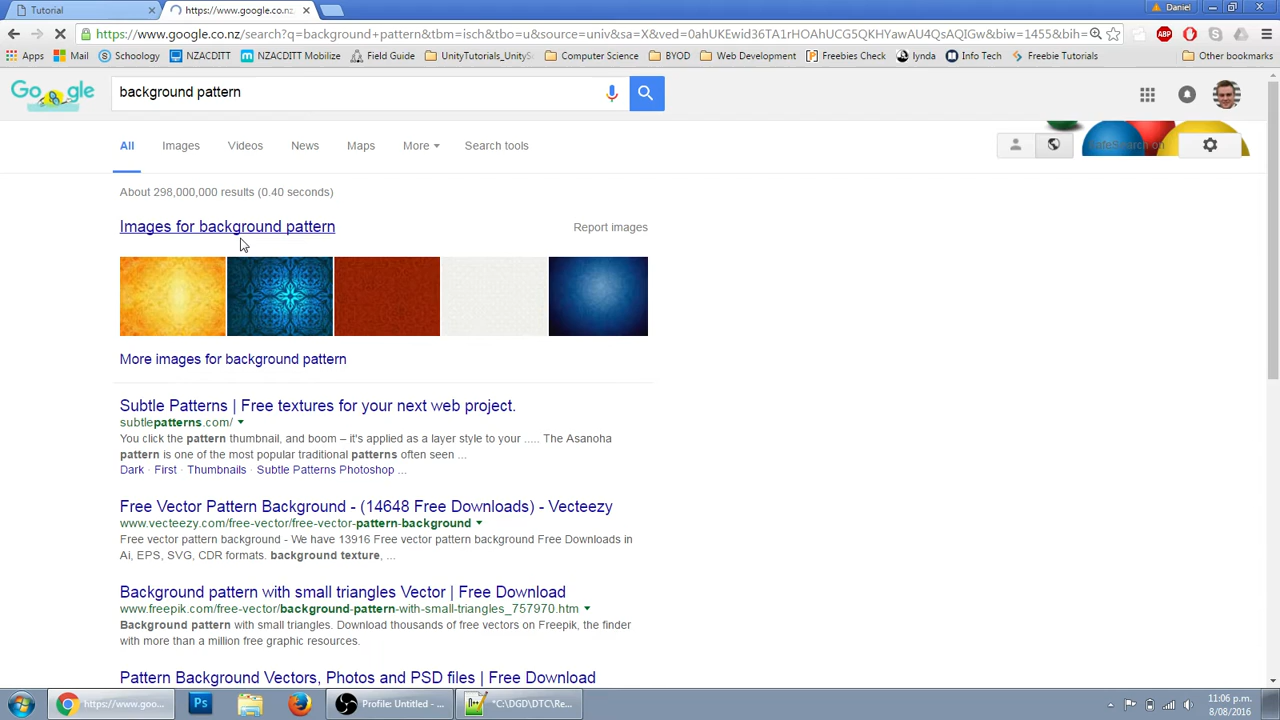 Tutorial
https://www.google.co.nz
Daniel
https://www.google.co.nz/search?q=background+pattern&tbm=isch&tbo=u&source=univ&sa=X&ved=0ahUKEwid36TA1rHOAhUCG5QKHYawAU4QsAQIGw&biw=1455&bih=
Apps
Mail
Schoology
NZACDITT
NZACDITT Mobilize
Field Guide
UnityTutorials_UnitySc
Computer Science
BYOD
Web Development
Freebies Check
lynda
Info Tech
Freebie Tutorials
Other bookmarks
Go gle
background pattern
All
Images
Videos
News
Maps
More
Search tools
SafeSearch on
About 298,000,000 results (0.40 seconds)
Images for background pattern
Report images
More images for background pattern
Subtle Patterns | Free textures for your next web project.
subtlepatterns.com/
You click the pattern thumbnail, and boom – it's applied as a layer style to your ..... The Asanoha
pattern is one of the most popular traditional patterns often seen ...
Dark · First · Thumbnails · Subtle Patterns Photoshop ...
Free Vector Pattern Background - (14648 Free Downloads) - Vecteezy
www.vecteezy.com/free-vector/free-vector-pattern-background
Free vector pattern background - We have 13916 Free vector pattern background Free Downloads in
Ai, EPS, SVG, CDR formats. background texture, ...
Background pattern with small triangles Vector | Free Download
www.freepik.com/free-vector/background-pattern-with-small-triangles_757970.htm
Background pattern with small triangles. Download thousands of free vectors on Freepik, the finder
with more than a million free graphic resources.
Pattern Background Vectors, Photos and PSD files | Free Download
https://www.goo...
Ps
Profile: Untitled - ...
*C:\DGD\DTC\Re...
11:06 p.m.
8/08/2016